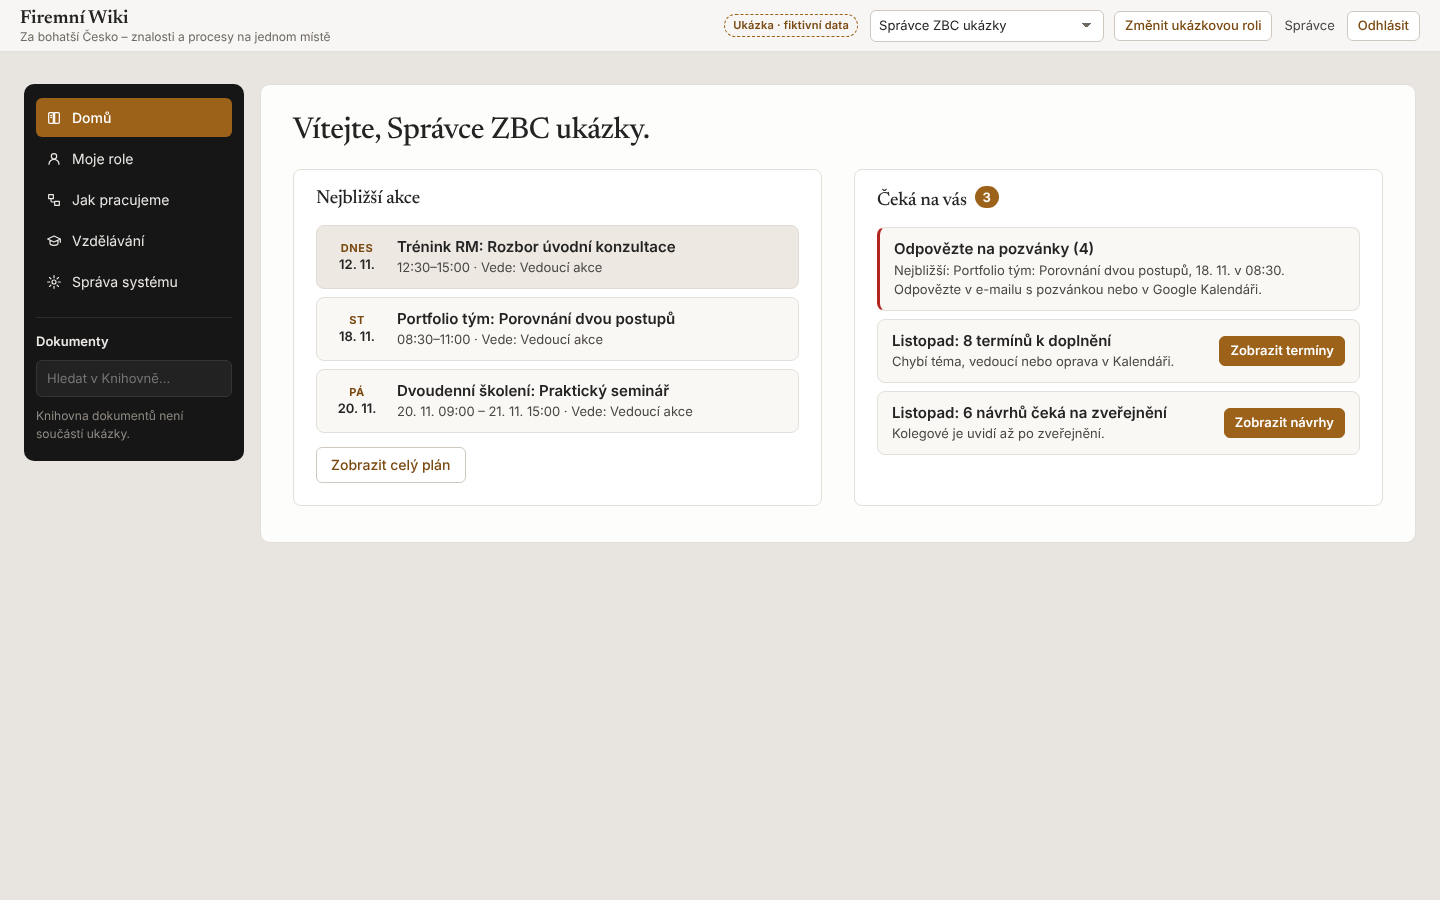 Firemní Wiki
Za bohatší Česko – znalosti a procesy na jednom místě
Ukázka · fiktivní data
Správce ZBC ukázky
Změnit ukázkovou roli
Správce
Odhlásit
Domů
Moje role
Jak pracujeme
Vzdělávání
Správa systému
Dokumenty
Hledat v Knihovně...
Knihovna dokumentů není
součástí ukázky.
Vítejte, Správce ZBC ukázky.
Nejbližší akce
DNES
12. 11.
Trénink RM: Rozbor úvodní konzultace
12:30–15:00 · Vede: Vedoucí akce
ST
18. 11.
Portfolio tým: Porovnání dvou postupů
08:30–11:00 · Vede: Vedoucí akce
PÁ
20. 11.
Dvoudenní školení: Praktický seminář
20. 11. 09:00 – 21. 11. 15:00 · Vede: Vedoucí akce
Zobrazit celý plán
Čeká na vás 3
Odpovězte na pozvánky (4)
Nejbližší: Portfolio tým: Porovnání dvou postupů, 18. 11. v 08:30.
Odpovězte v e-mailu s pozvánkou nebo v Google Kalendáři.
Listopad: 8 termínů k doplnění
Chybí téma, vedoucí nebo oprava v Kalendáři.
Zobrazit termíny
Listopad: 6 návrhů čeká na zveřejnění
Kolegové je uvidí až po zveřejnění.
Zobrazit návrhy